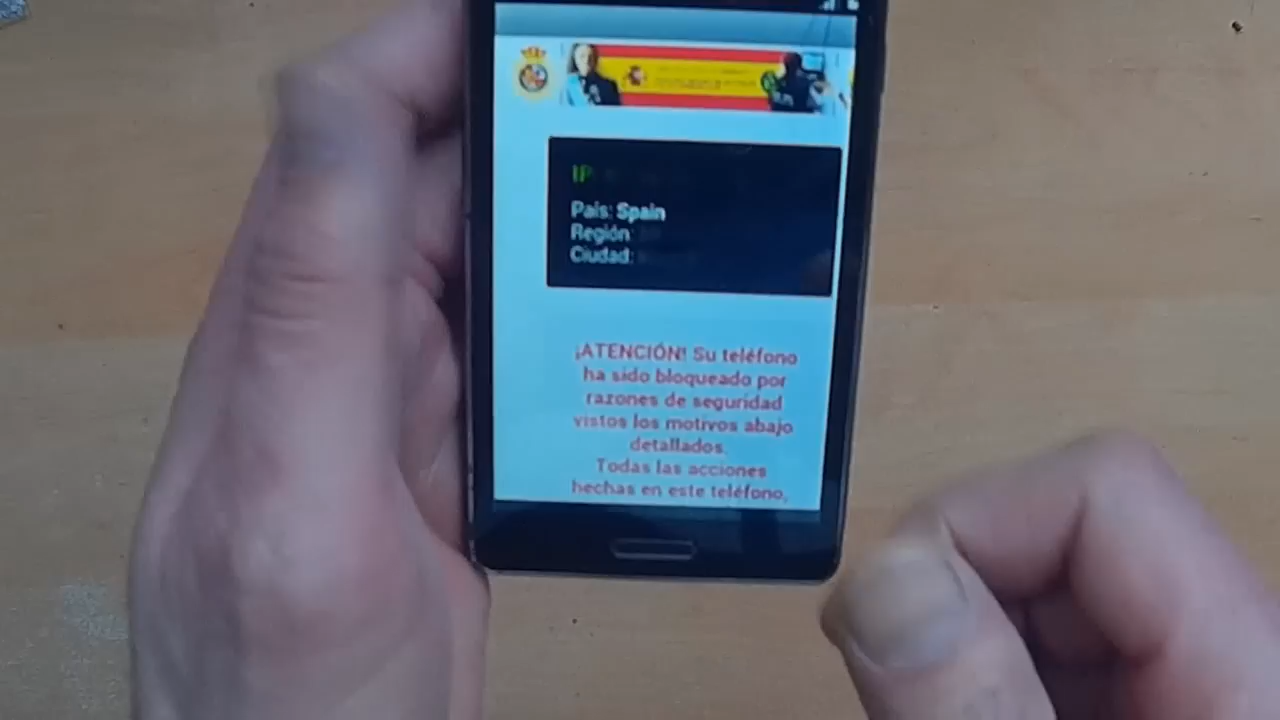 IP
País: Spain
Región
Ciudad:
¡ATENCIÓN! Su teléfono
ha sido bloqueado por
razones de seguridad
vistos los motivos abajo
detallados.
Todas las acciones
hechas en este teléfono,